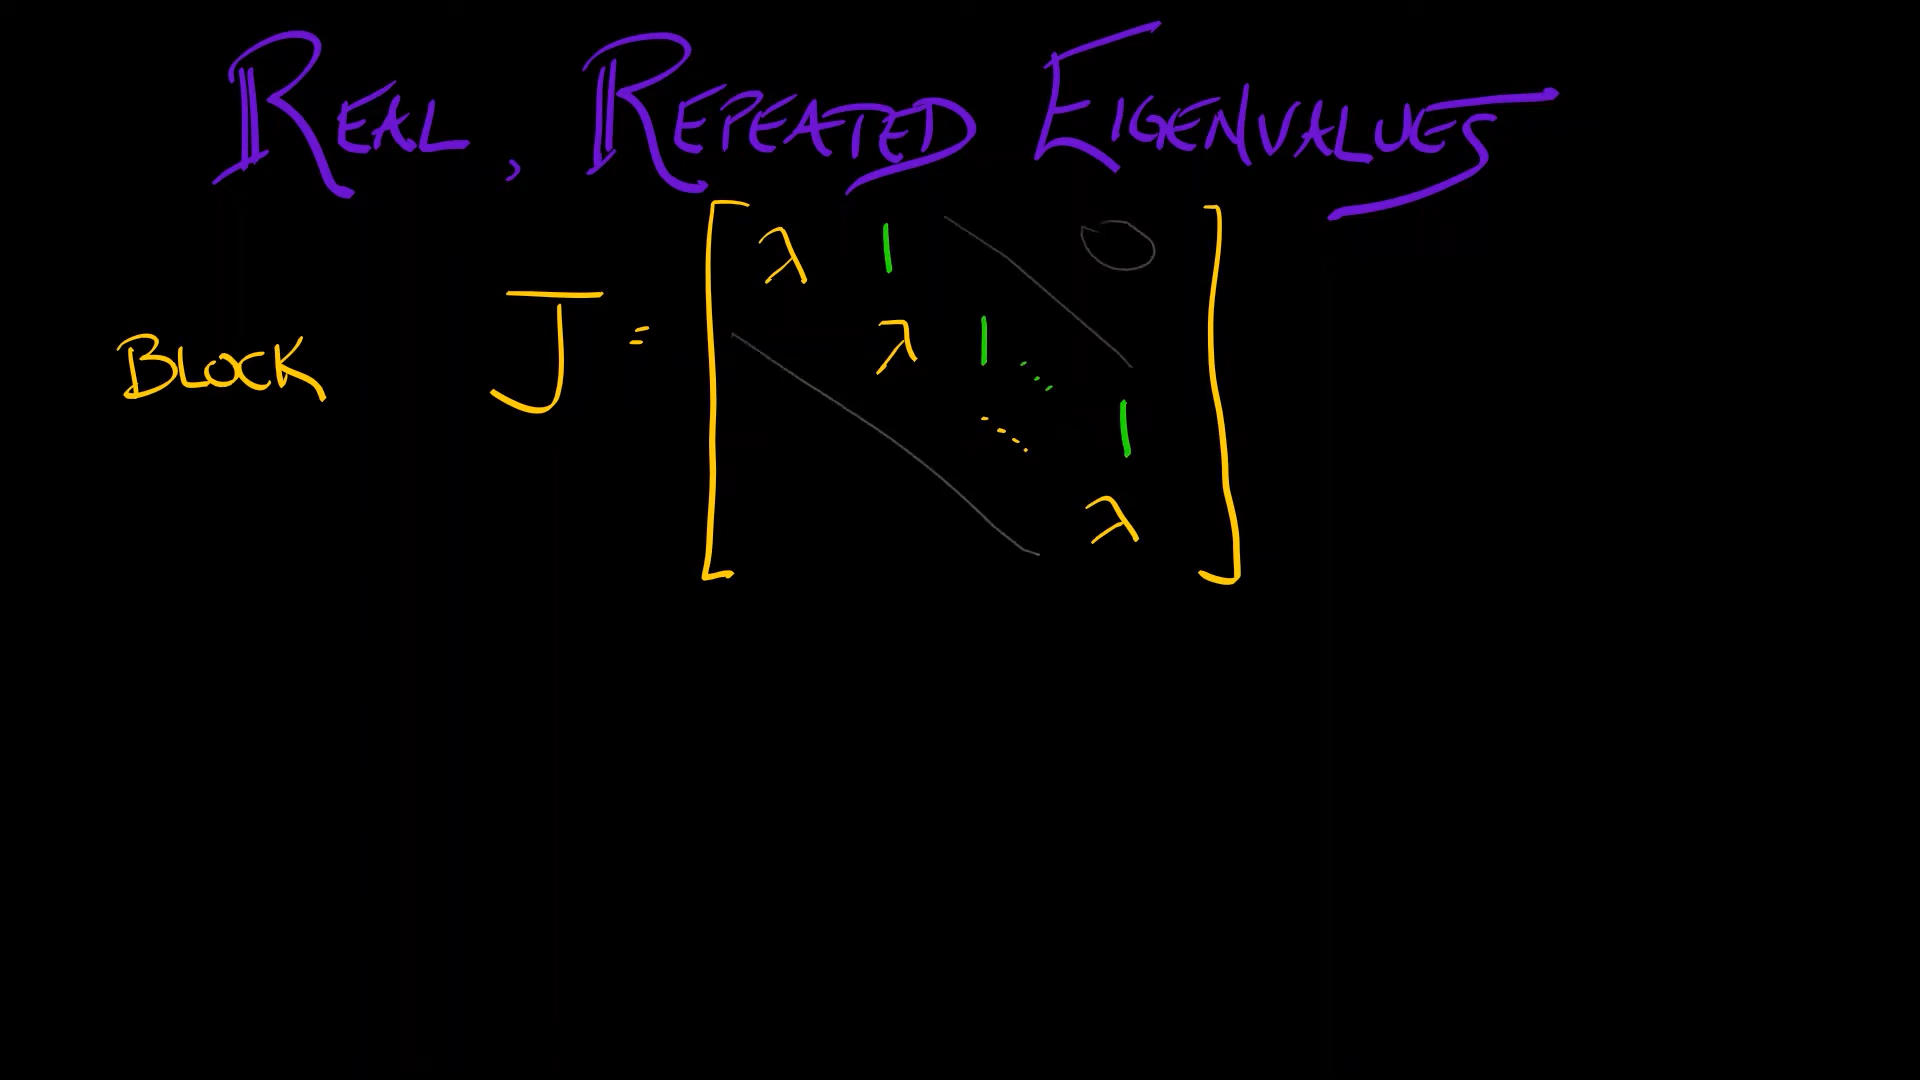 REAL, REPEATED EIGENVALUES
λ 1 0
BLOCK J = λ 1 ⋱
⋱ 1
λ